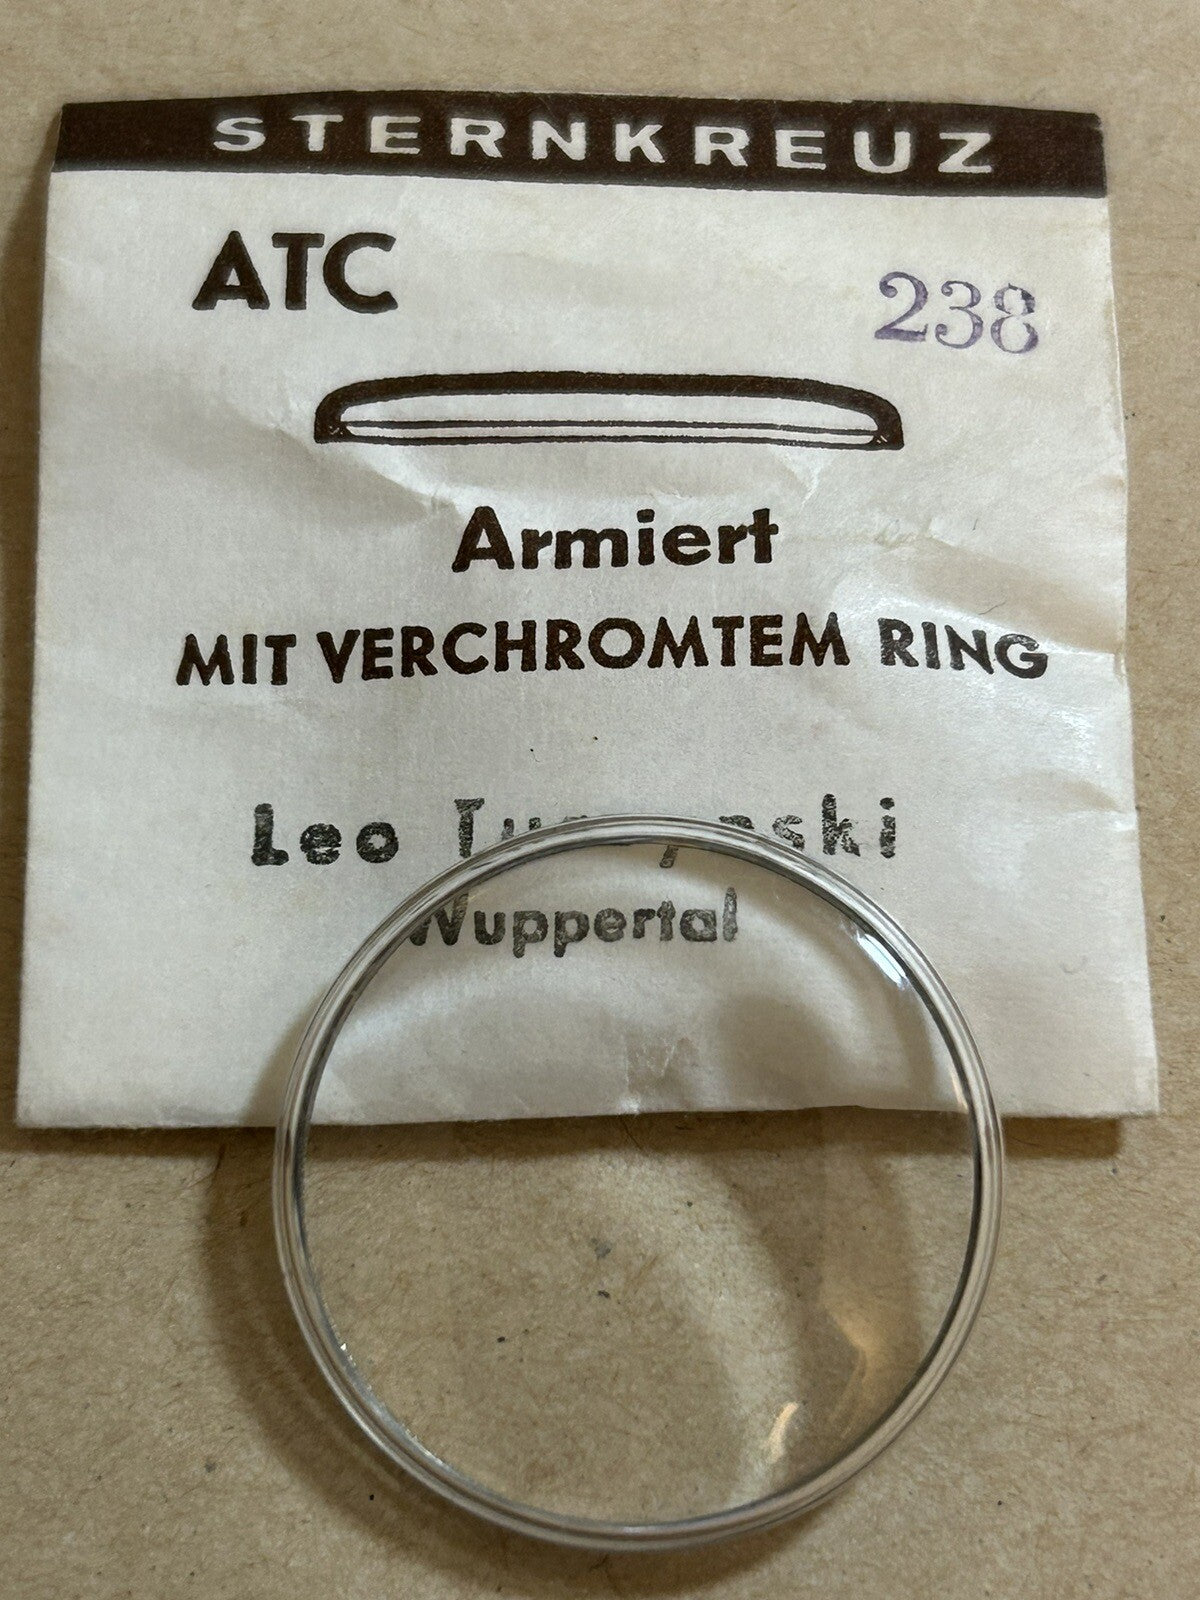 STERNKREUZ
ATC
238
Armiert
MIT VERCHROMTEM RING
Leo
Wuppertal